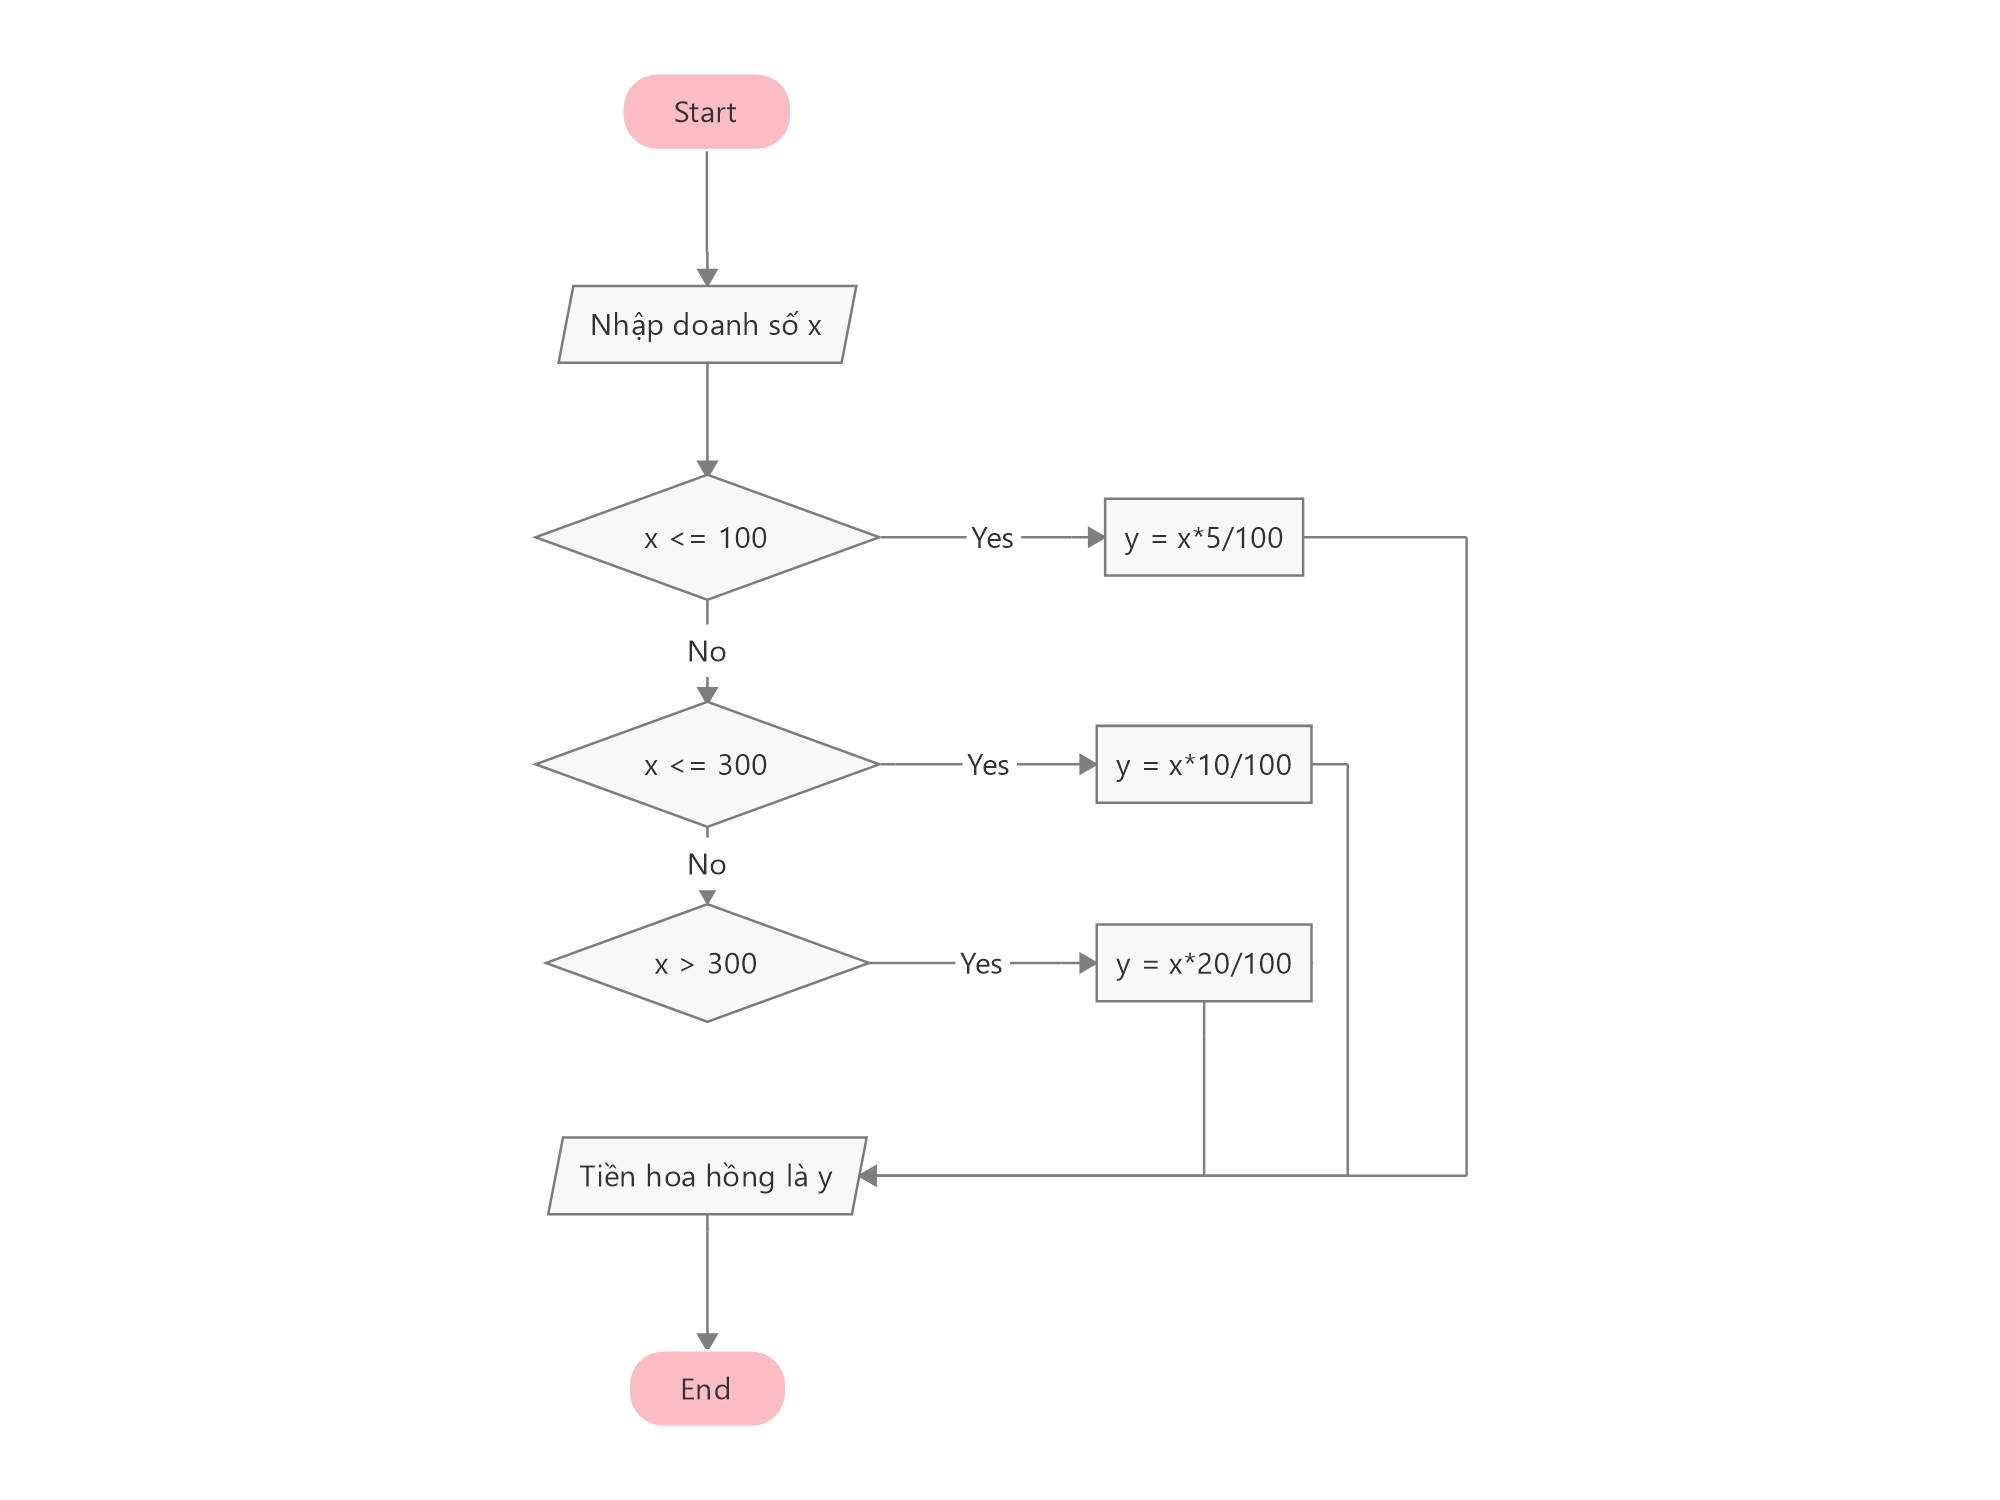 Start
Nhập doanh số x
x <= 100
Yes
y = x*5/100
No
x <= 300
Yes
y = x*10/100
No
x > 300
Yes
y = x*20/100
Tiền hoa hồng là y
End